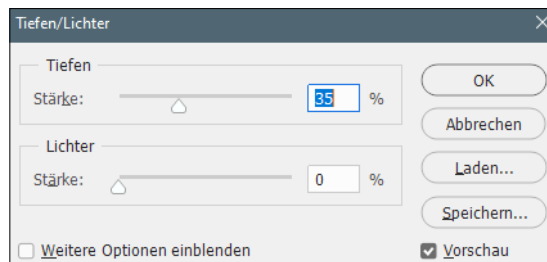 Tiefen/Lichter
Tiefen
Stärke: 35 %
Lichter
Stärke: 0 %
Weitere Optionen einblenden
OK
Abbrechen
Laden...
Speichern...
Vorschau